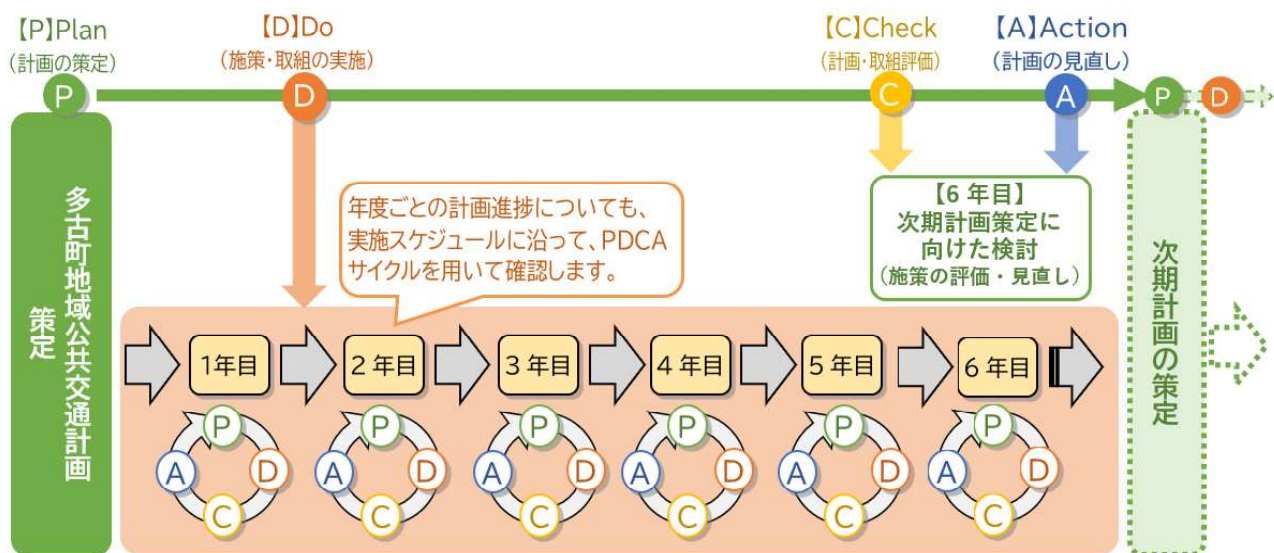 【P】Plan
(計画の策定)
【D】Do
(施策・取組の実施)
【C】Check
(計画・取組評価)
【A】Action
(計画の見直し)
P
D
C
A
P
D
多古町地域公共交通計画
策定
年度ごとの計画進捗についても、
実施スケジュールに沿って、PDCA
サイクルを用いて確認します。
【6 年目】
次期計画策定に
向けた検討
(施策の評価・見直し)
次期計画の策定
1年目
2 年目
3 年目
4 年目
5 年目
6 年目
P
D
C
A
P
D
C
A
P
D
C
A
P
D
C
A
P
D
C
A
P
D
C
A